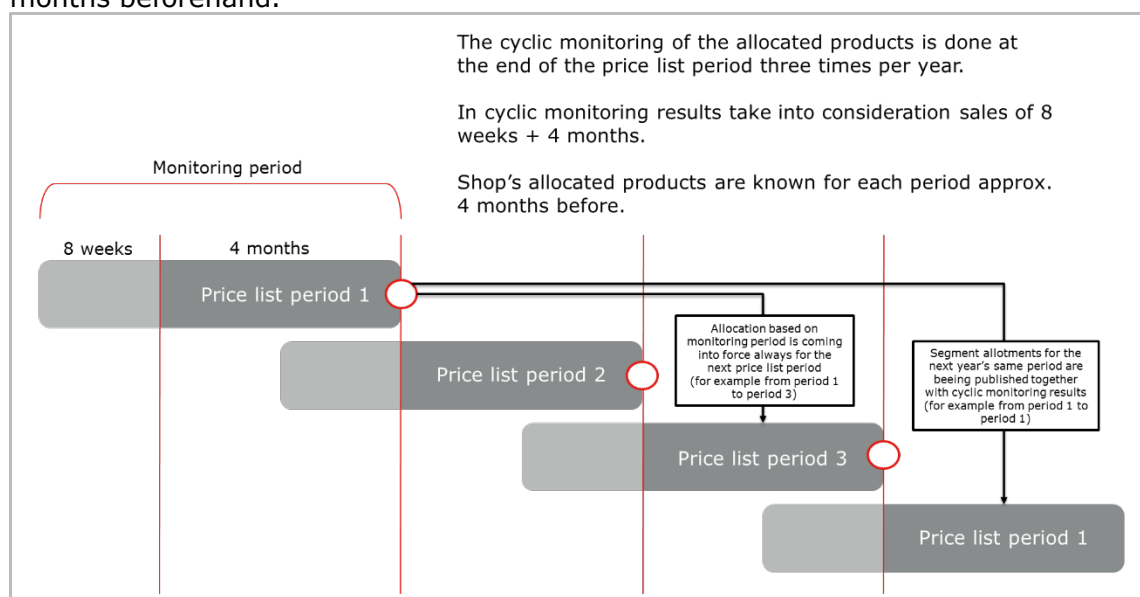 months beforehand.
The cyclic monitoring of the allocated products is done at
the end of the price list period three times per year.
In cyclic monitoring results take into consideration sales of 8
weeks + 4 months.
Shop's allocated products are known for each period approx.
4 months before.
Monitoring period
8 weeks
4 months
Price list period 1
Price list period 2
Allocation based on
monitoring period is coming
into force always for the
next price list period
(for example from period 1
to period 3)
Segment allotments for the
next year's same period are
beeing published together
with cyclic monitoring results
(for example from period 1 to
period 1)
Price list period 3
Price list period 1